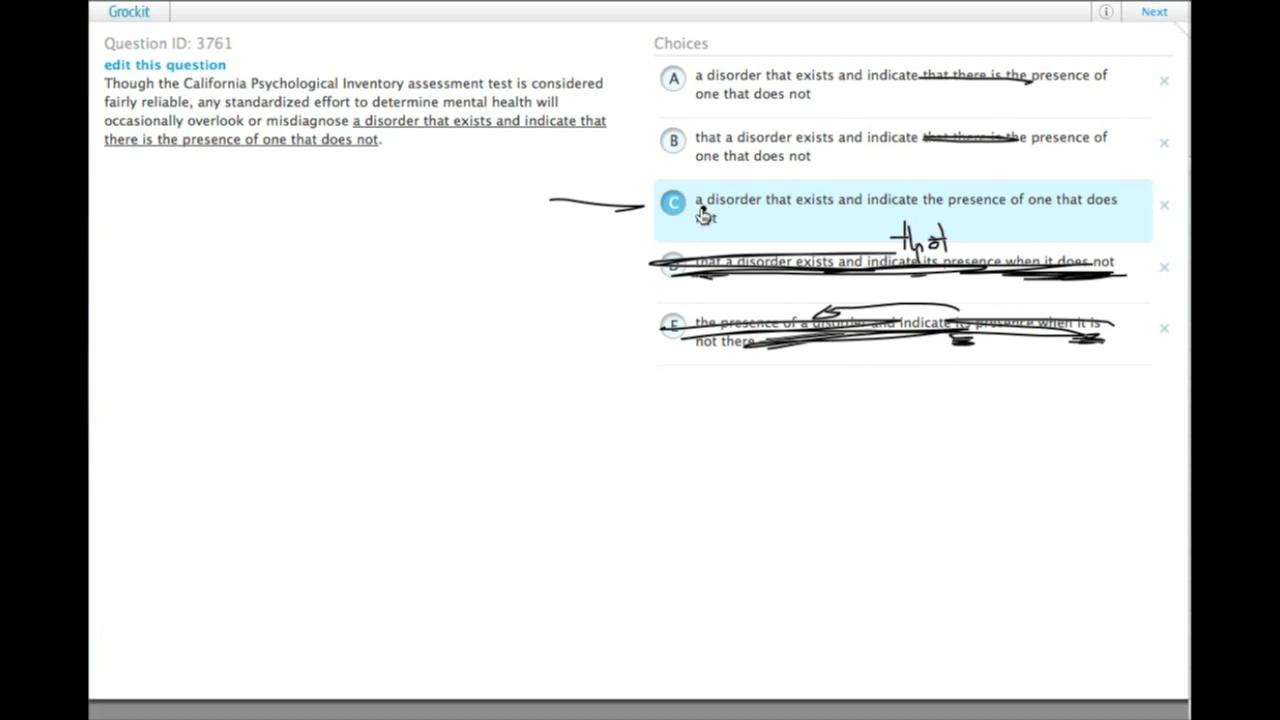 Grockit
Next
Question ID: 3761
Choices
edit this question
Though the California Psychological Inventory assessment test is considered
fairly reliable, any standardized effort to determine mental health will
occasionally overlook or misdiagnose a disorder that exists and indicate that
there is the presence of one that does not.
A a disorder that exists and indicate that there is the presence of
one that does not
B that a disorder exists and indicate that there is the presence of
one that does not
C a disorder that exists and indicate the presence of one that does
not
that
D that a disorder exists and indicate its presence when it does not
E the presence of a disorder and indicate its presence when it is
not there